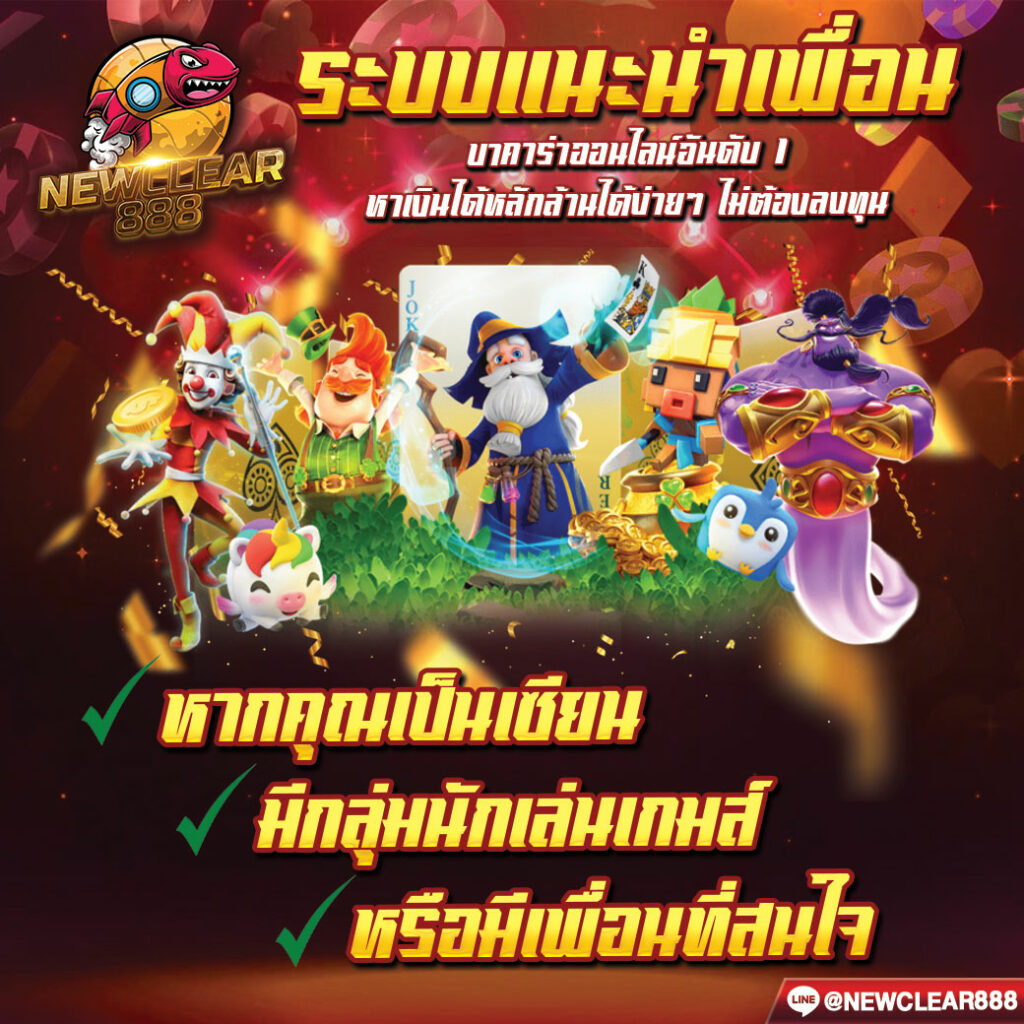 NEWCLEAR
888
ระบบแนะนำเพื่อน
บาคาร่าออนไลน์อันดับ 1
หาเงินได้หลักล้านได้ง่ายๆ ไม่ต้องลงทุน
JOK
K
ER
หากคุณเป็นเซียน
มีกลุ่มนักเล่นเกมส์
หรือมีเพื่อนที่สนใจ
LINE @NEWCLEAR888